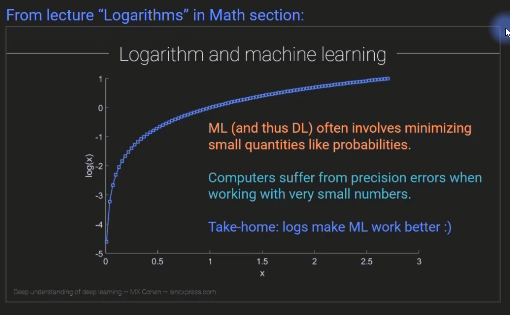 From lecture “Logarithms” in Math section:
Logarithm and machine learning
1
0
-1
-2
-3
-4
-5
log(x)
ML (and thus DL) often involves minimizing
small quantities like probabilities.
Computers suffer from precision errors when
working with very small numbers.
Take-home: logs make ML work better :)
0
0.5
1
1.5
2
2.5
3
x
Deep understanding of deep learning — MX Cohen — sincxpress.com